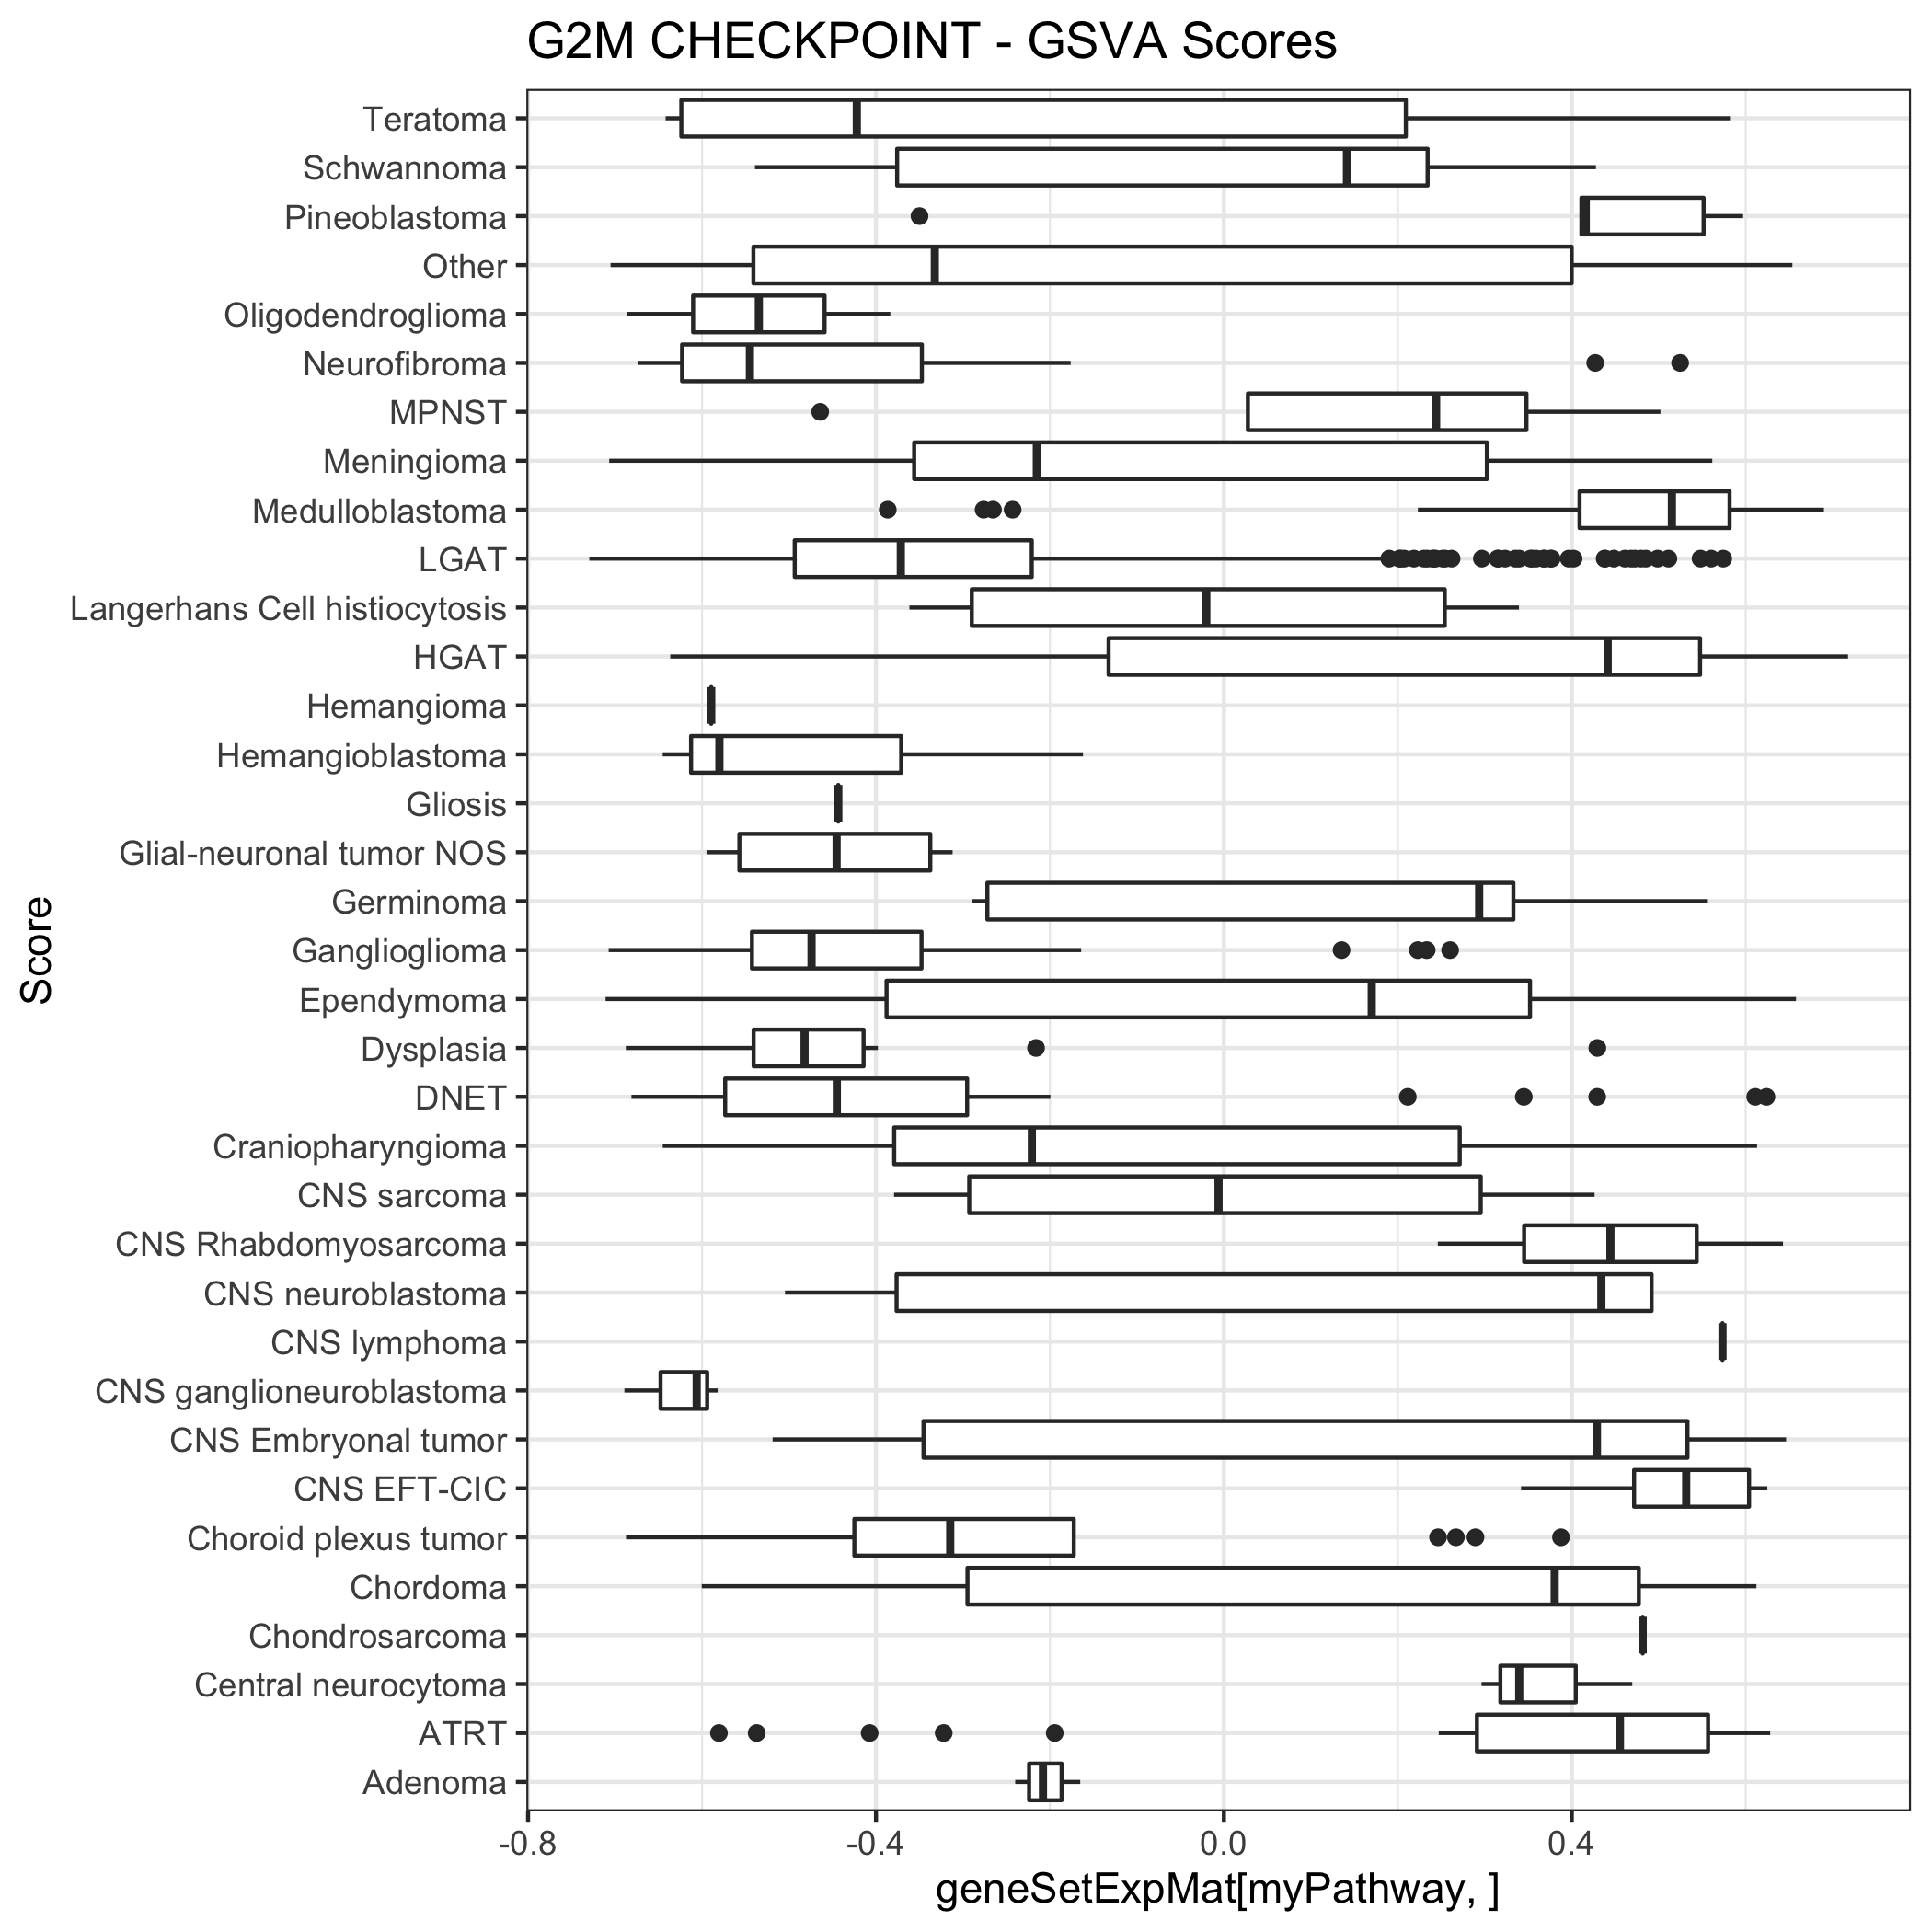 G2M CHECKPOINT - GSVA Scores
Teratoma
Schwannoma
Pineoblastoma
Other
Oligodendroglioma
Neurofibroma
MPNST
Meningioma
Medulloblastoma
LGAT
Langerhans Cell histiocytosis
HGAT
Hemangioma
Hemangioblastoma
Gliosis
Glial-neuronal tumor NOS
Germinoma
Ganglioglioma
Ependymoma
Dysplasia
DNET
Craniopharyngioma
CNS sarcoma
CNS Rhabdomyosarcoma
CNS neuroblastoma
CNS lymphoma
CNS ganglioneuroblastoma
CNS Embryonal tumor
CNS EFT-CIC
Choroid plexus tumor
Chordoma
Chondrosarcoma
Central neurocytoma
ATRT
Adenoma
Score
-0.8 -0.4 0.0 0.4
geneSetExpMat[myPathway, ]